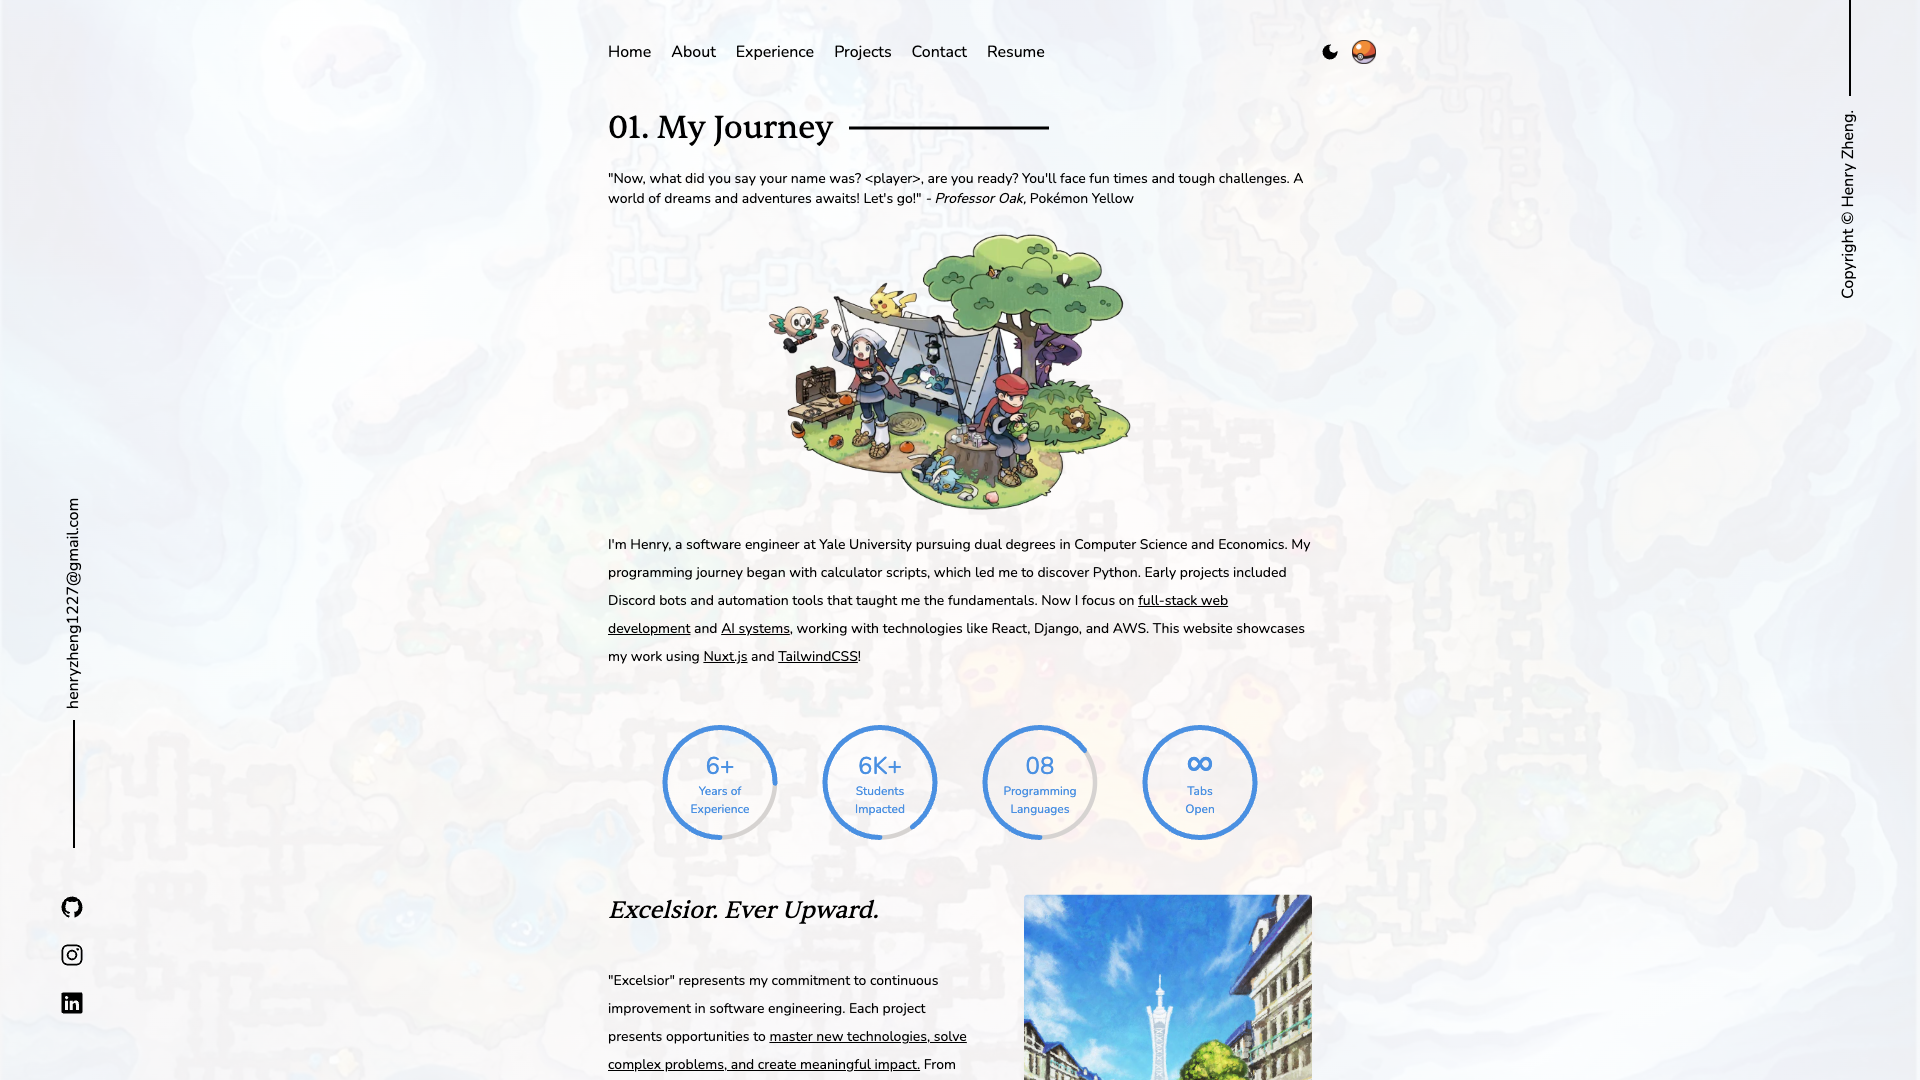 Home About Experience Projects Contact Resume
01. My Journey
"Now, what did you say your name was? <player>, are you ready? You'll face fun times and tough challenges. A
world of dreams and adventures awaits! Let's go!" - Professor Oak, Pokémon Yellow
I'm Henry, a software engineer at Yale University pursuing dual degrees in Computer Science and Economics. My
programming journey began with calculator scripts, which led me to discover Python. Early projects included
Discord bots and automation tools that taught me the fundamentals. Now I focus on full-stack web
development and AI systems, working with technologies like React, Django, and AWS. This website showcases
my work using Nuxt.js and TailwindCSS!
6+
Years of
Experience
6K+
Students
Impacted
08
Programming
Languages
∞
Tabs
Open
Excelsior. Ever Upward.
"Excelsior" represents my commitment to continuous
improvement in software engineering. Each project
presents opportunities to master new technologies, solve
complex problems, and create meaningful impact. From
henryzheng1227@gmail.com
Copyright © Henry Zheng.